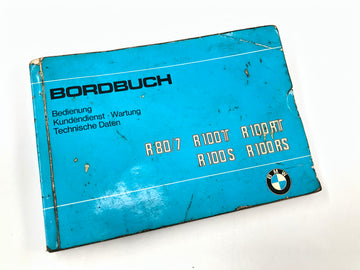 BORDBUCH
Bedienung
Kundendienst · Wartung
Technische Daten
R80/7 R100T R100RT
R100S R100RS
BMW